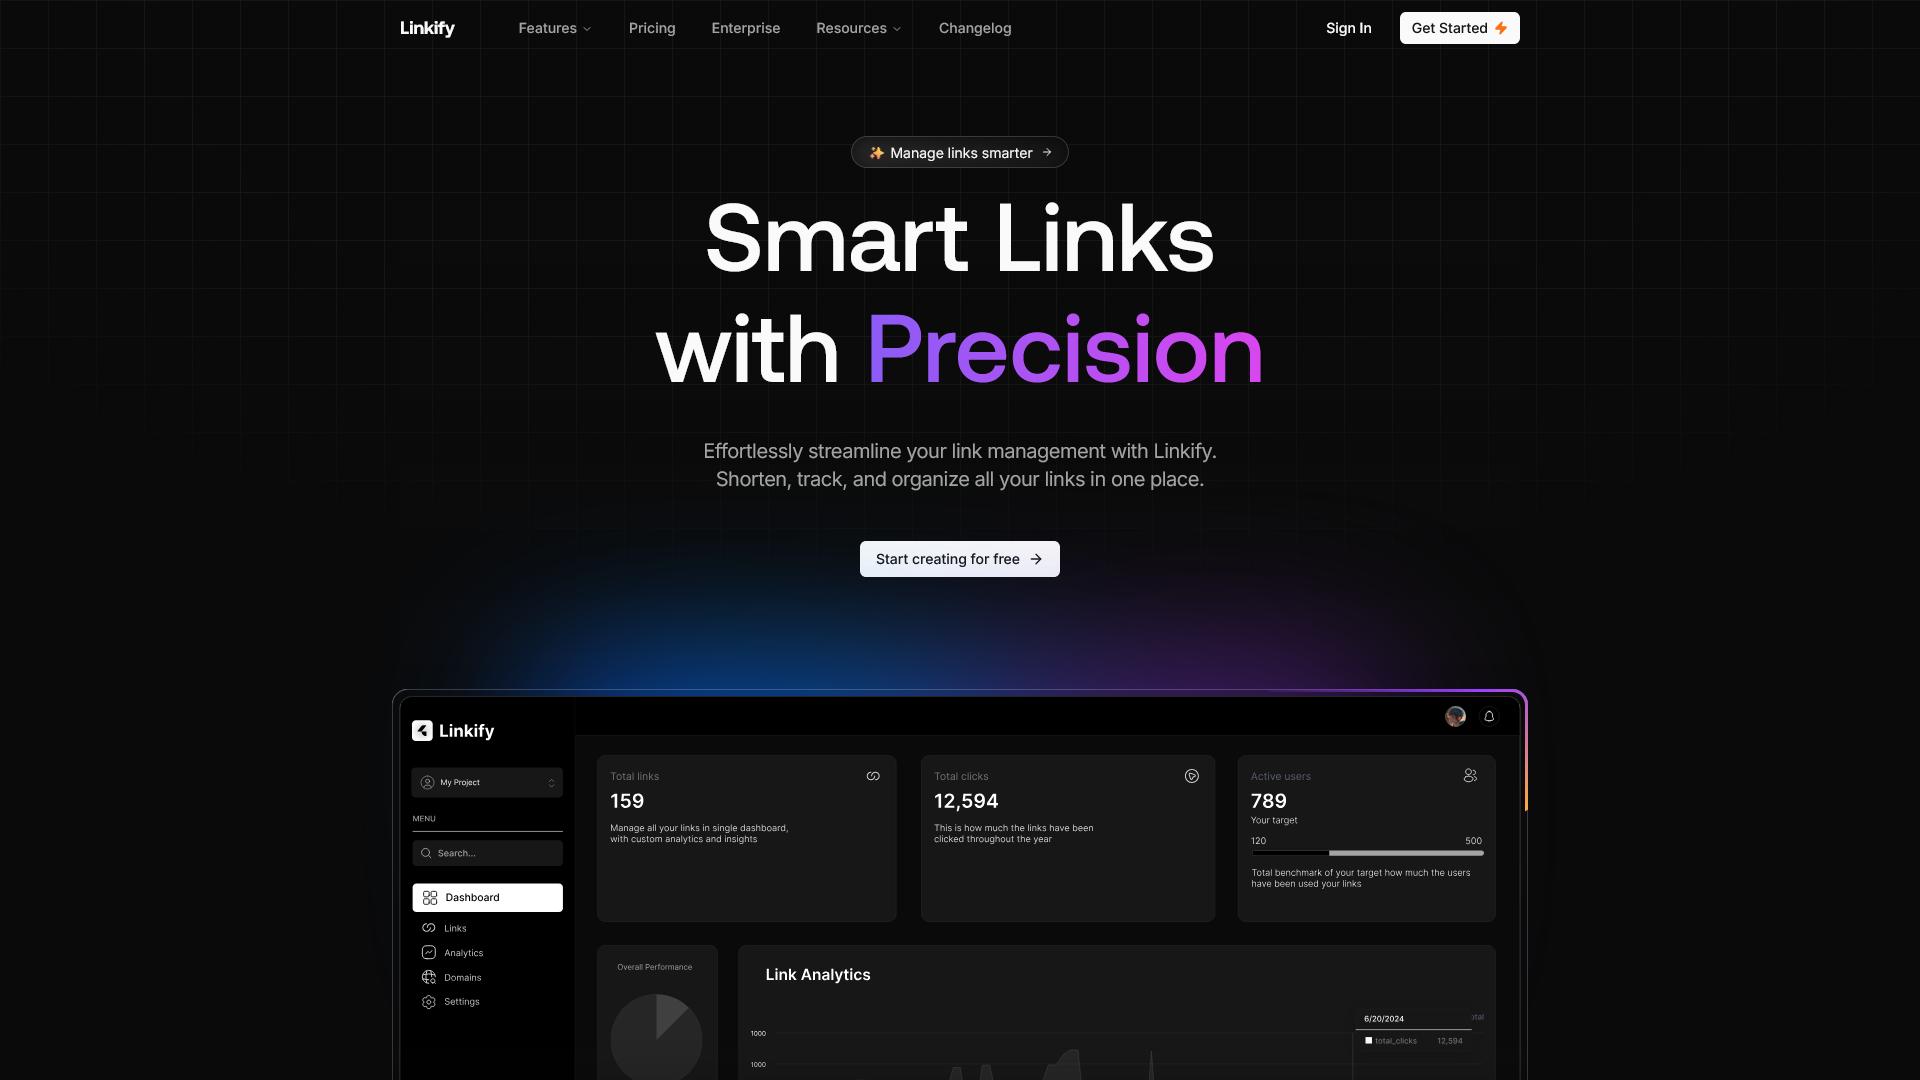 Linkify
Features
Pricing
Enterprise
Resources
Changelog
Sign In
Get Started
Manage links smarter
Smart Links
with Precision
Effortlessly streamline your link management with Linkify.
Shorten, track, and organize all your links in one place.
Start creating for free
Linkify
My Project
MENU
Search...
Dashboard
Links
Analytics
Domains
Settings
Total links
159
Manage all your links in single dashboard,
with custom analytics and insights
Total clicks
12,594
This is how much the links have been
clicked throughout the year
Active users
789
Your target
120 500
Total benchmark of your target how much the users
have been used your links
Overall Performance
Link Analytics
1000
1000
6/20/2024
total_clicks 12,594